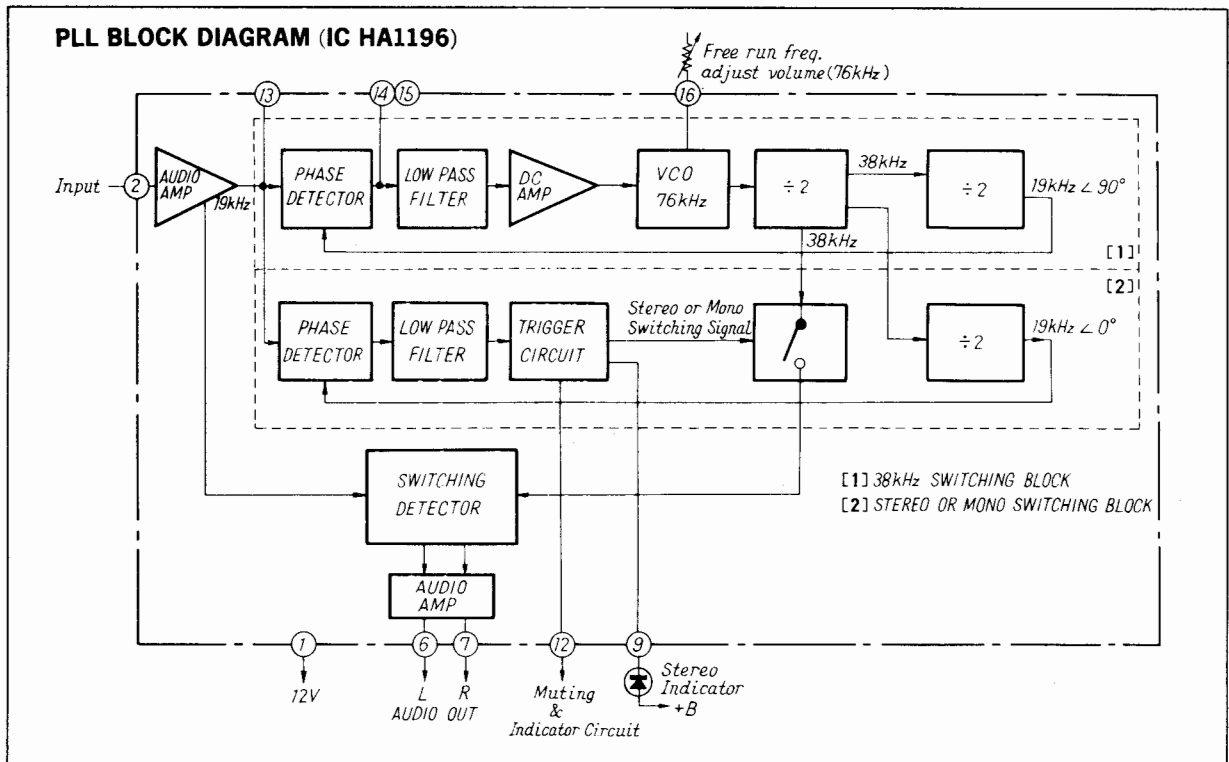 PLL BLOCK DIAGRAM (IC HA1196)
Free run freq.
adjust volume (76kHz)
13
14
15
16
Input
2
AUDIO
AMP
19kHz
PHASE
DETECTOR
LOW PASS
FILTER
DC
AMP
VCO
76kHz
÷2
38kHz
÷2
19kHz ∠ 90°
38kHz
[1]
[2]
PHASE
DETECTOR
LOW PASS
FILTER
TRIGGER
CIRCUIT
Stereo or Mono
Switching Signal
÷2
19kHz ∠ 0°
SWITCHING
DETECTOR
[1] 38kHz SWITCHING BLOCK
[2] STEREO OR MONO SWITCHING BLOCK
AUDIO
AMP
1
6
7
12
9
12V
L R
AUDIO OUT
Muting
&
Indicator Circuit
Stereo
Indicator
+B